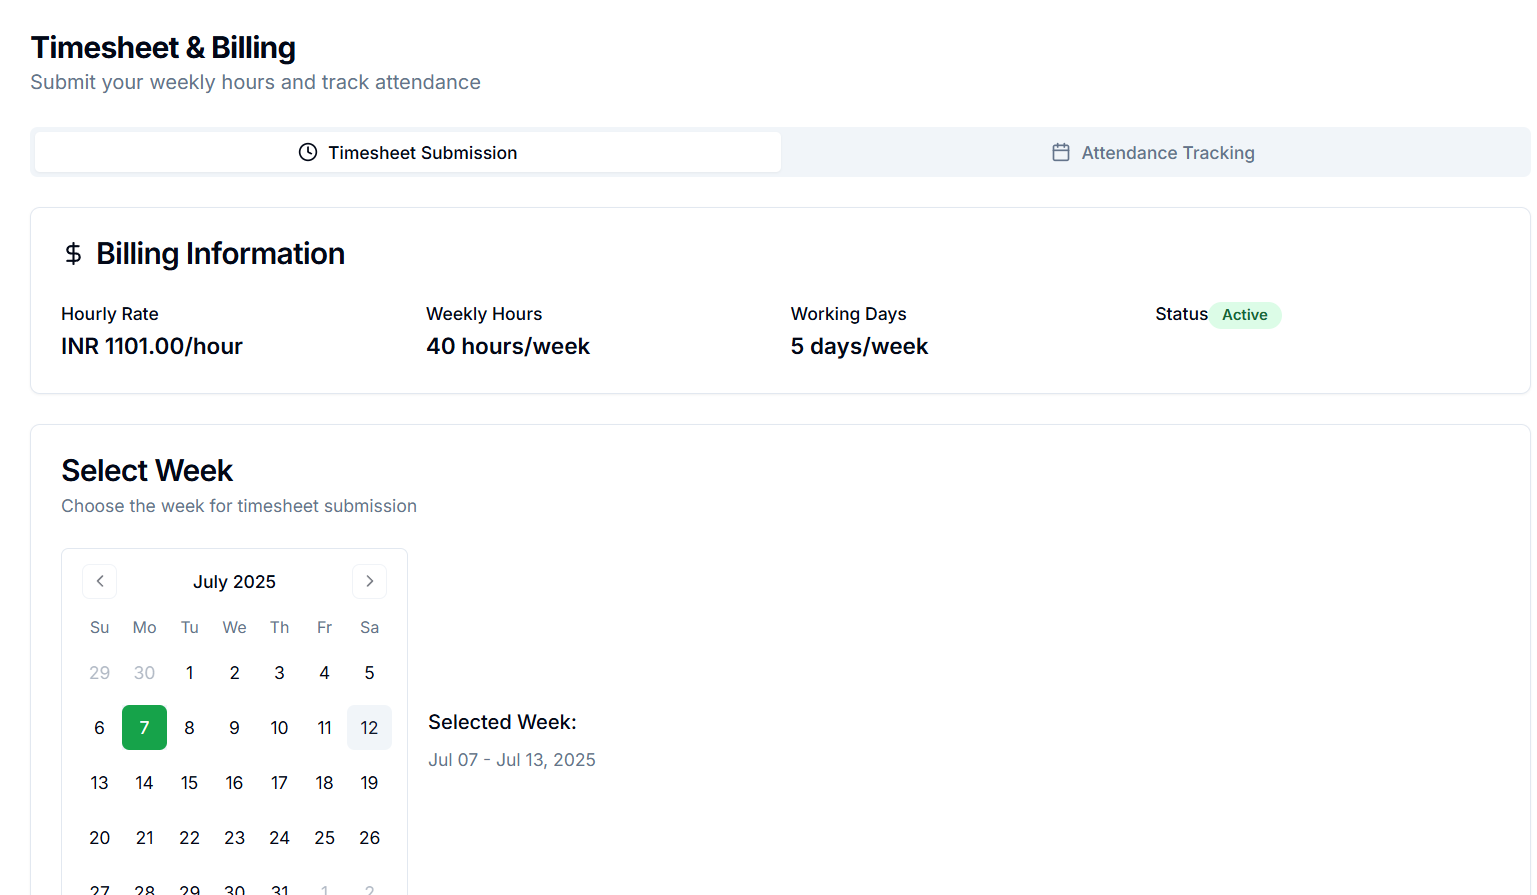 Timesheet & Billing
Submit your weekly hours and track attendance
Timesheet Submission
Attendance Tracking
Billing Information
Hourly Rate
INR 1101.00/hour
Weekly Hours
40 hours/week
Working Days
5 days/week
Status Active
Select Week
Choose the week for timesheet submission
July 2025
Su Mo Tu We Th Fr Sa
29 30 1 2 3 4 5
6 7 8 9 10 11 12
13 14 15 16 17 18 19
20 21 22 23 24 25 26
27 28 29 30 31 1 2
Selected Week:
Jul 07 - Jul 13, 2025